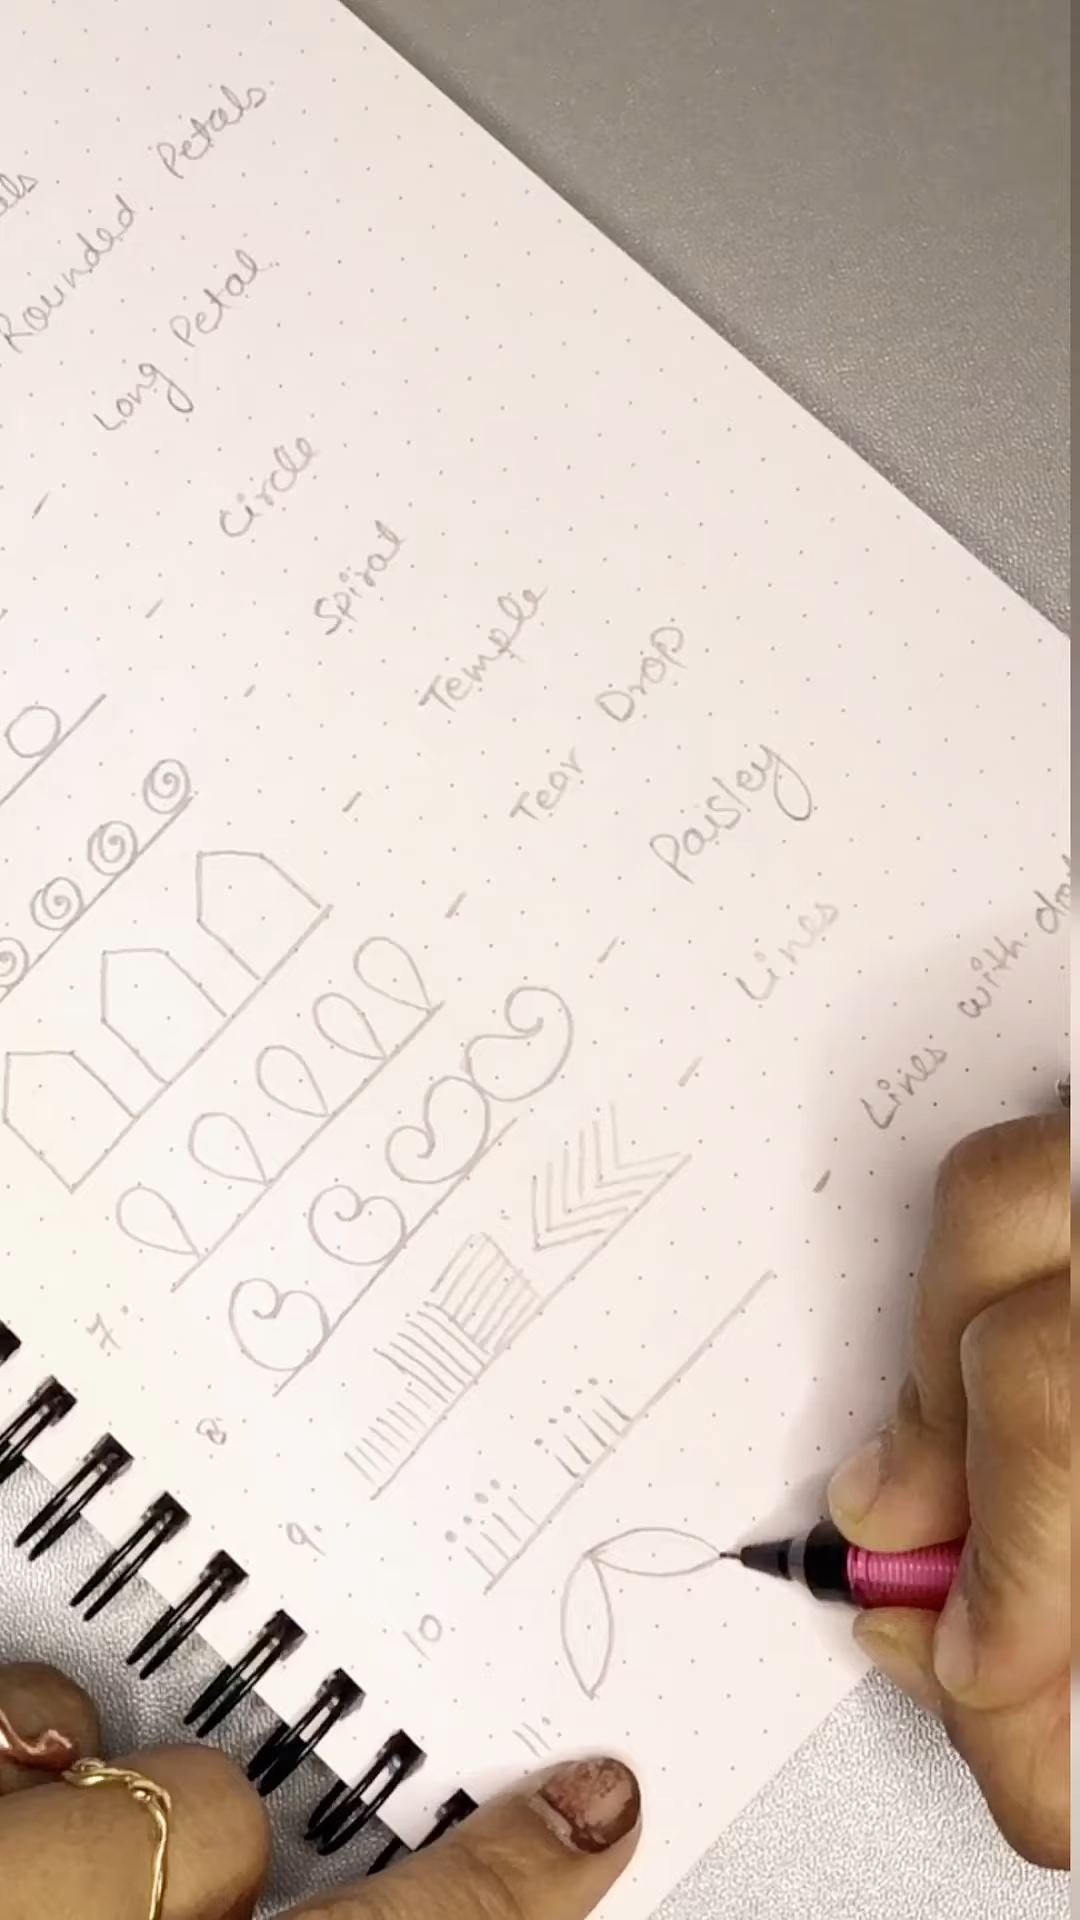 Rounded Petals
Long Petal
Circle
Spiral
Temple
7. Tear Drop
8. Paisley
9. Lines
10. Lines with
11.